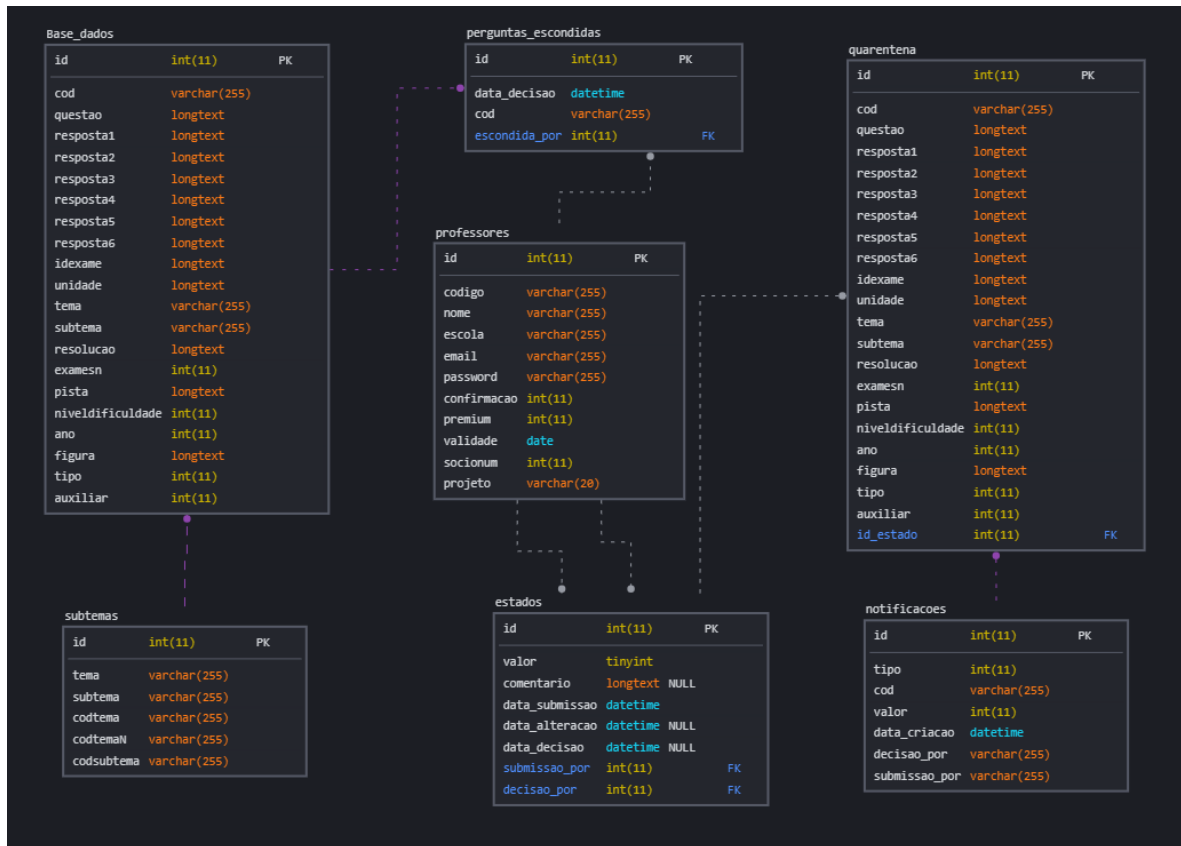 Base_dados
id int(11) PK
cod varchar(255)
questao longtext
resposta1 longtext
resposta2 longtext
resposta3 longtext
resposta4 longtext
resposta5 longtext
resposta6 longtext
idexame longtext
unidade longtext
tema varchar(255)
subtema varchar(255)
resolucao longtext
examesn int(11)
pista longtext
niveldificuldade int(11)
ano int(11)
figura longtext
tipo int(11)
auxiliar int(11)
perguntas_escondidas
id int(11) PK
data_decisao datetime
cod varchar(255)
escondida_por int(11) FK
quarentena
id int(11) PK
cod varchar(255)
questao longtext
resposta1 longtext
resposta2 longtext
resposta3 longtext
resposta4 longtext
resposta5 longtext
resposta6 longtext
idexame longtext
unidade longtext
tema varchar(255)
subtema varchar(255)
resolucao longtext
examesn int(11)
pista longtext
niveldificuldade int(11)
ano int(11)
figura longtext
tipo int(11)
auxiliar int(11)
id_estado int(11) FK
professores
id int(11) PK
codigo varchar(255)
nome varchar(255)
escola varchar(255)
email varchar(255)
password varchar(255)
confirmacao int(11)
premium int(11)
validade date
socionum int(11)
projeto varchar(20)
subtemas
id int(11) PK
tema varchar(255)
subtema varchar(255)
codtema varchar(255)
codtemaN varchar(255)
codsubtema varchar(255)
estados
id int(11) PK
valor tinyint
comentario longtext NULL
data_submissao datetime
data_alteracao datetime NULL
data_decisao datetime NULL
submissao_por int(11) FK
decisao_por int(11) FK
notificacoes
id int(11) PK
tipo int(11)
cod varchar(255)
valor int(11)
data_criacao datetime
decisao_por varchar(255)
submissao_por varchar(255)